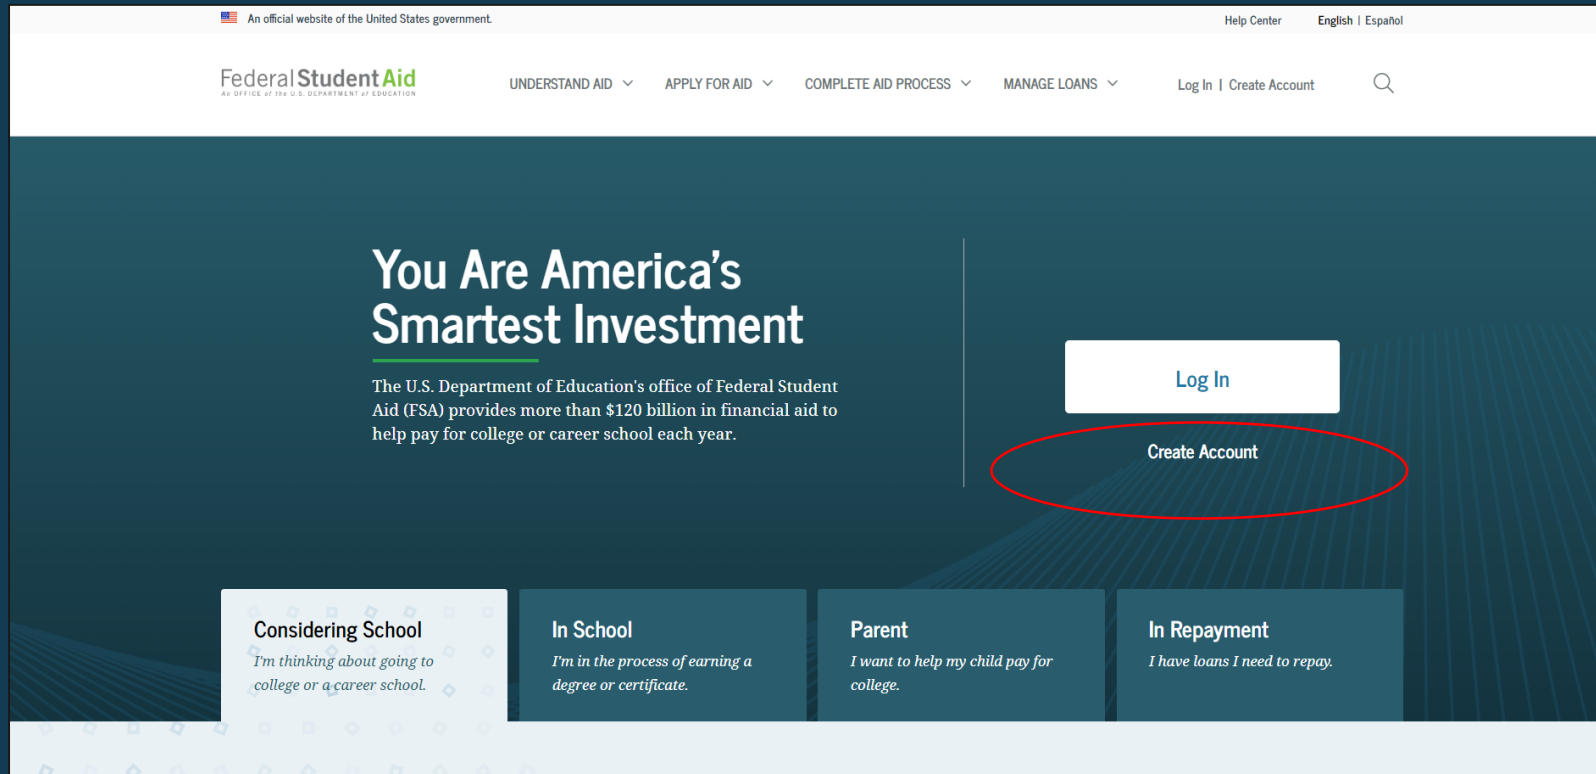 An official website of the United States government.
Help Center English | Español
Federal Student Aid
An OFFICE of the U.S. DEPARTMENT of EDUCATION
UNDERSTAND AID APPLY FOR AID COMPLETE AID PROCESS MANAGE LOANS Log In | Create Account
You Are America's
Smartest Investment
The U.S. Department of Education's office of Federal Student
Aid (FSA) provides more than $120 billion in financial aid to
help pay for college or career school each year.
Log In
Create Account
Considering School
I'm thinking about going to
college or a career school.
In School
I'm in the process of earning a
degree or certificate.
Parent
I want to help my child pay for
college.
In Repayment
I have loans I need to repay.